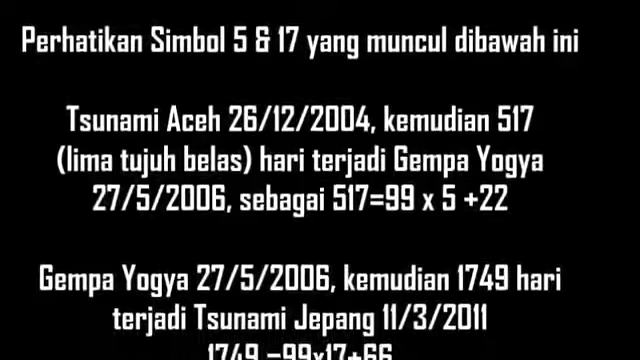 Perhatikan Simbol 5 & 17 yang muncul dibawah ini
Tsunami Aceh 26/12/2004, kemudian 517
(lima tujuh belas) hari terjadi Gempa Yogya
27/5/2006, sebagai 517=99 x 5 +22
Gempa Yogya 27/5/2006, kemudian 1749 hari
terjadi Tsunami Jepang 11/3/2011
1749 =99x17+66